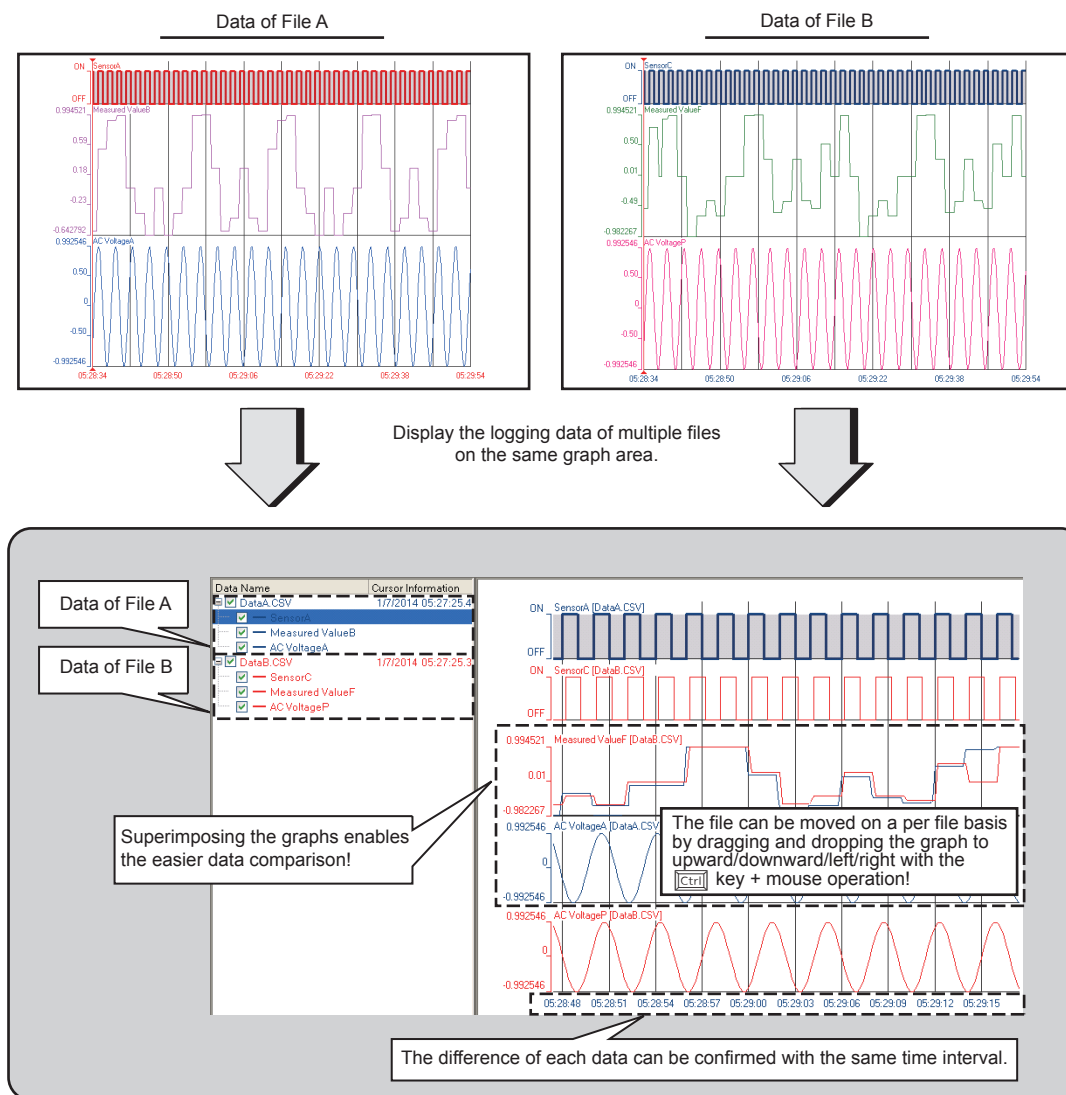 Data of File A
Data of File B
ON
SensorA
OFF
0.994521
Measured ValueB
0.59
0.18
-0.23
-0.642792
0.992546
AC VoltageA
0.50
0
-0.50
-0.992546
05:28:34
05:28:50
05:29:06
05:29:22
05:29:38
05:29:54
ON
SensorC
OFF
0.994521
Measured ValueF
0.50
0.01
-0.49
-0.982267
0.992546
AC VoltageP
0.50
0
-0.50
-0.992546
05:28:34
05:28:50
05:29:06
05:29:22
05:29:38
05:29:54
Display the logging data of multiple files
on the same graph area.
Data of File A
Data of File B
Data Name
Cursor Information
DataA.CSV
1/7/2014 05:27:25.4
SensorA
Measured ValueB
AC VoltageA
DataB.CSV
1/7/2014 05:27:25.3
SensorC
Measured ValueF
AC VoltageP
ON
SensorA [DataA.CSV]
OFF
ON
SensorC [DataB.CSV]
OFF
0.994521
Measured ValueF [DataB.CSV]
0.01
-0.982267
0.992546
AC VoltageA [DataA.CSV]
0
-0.992546
0.992546
AC VoltageP [DataB.CSV]
0
-0.992546
05:28:48
05:28:51
05:28:54
05:28:57
05:29:00
05:29:03
05:29:06
05:29:09
05:29:12
05:29:15
Superimposing the graphs enables
the easier data comparison!
The file can be moved on a per file basis
by dragging and dropping the graph to
upward/downward/left/right with the
Ctrl key + mouse operation!
The difference of each data can be confirmed with the same time interval.